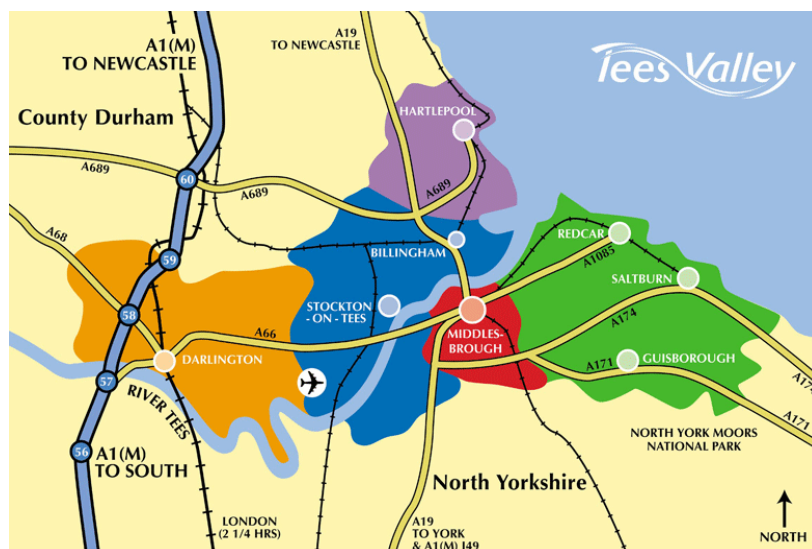 A1(M)
TO NEWCASTLE
A19
TO NEWCASTLE
Tees Valley
County Durham
HARTLEPOOL
A689
60
A689
A689
A68
BILLINGHAM
REDCAR
A1085
59
SALTBURN
58
STOCKTON
- ON - TEES
A66
MIDDLES-
BROUGH
A174
DARLINGTON
GUISBOROUGH
A171
57
RIVER TEES
A171
56
A1(M)
TO SOUTH
NORTH YORK MOORS
NATIONAL PARK
North Yorkshire
LONDON
(2 1/4 HRS)
A19
TO YORK
& A1(M) J49
NORTH